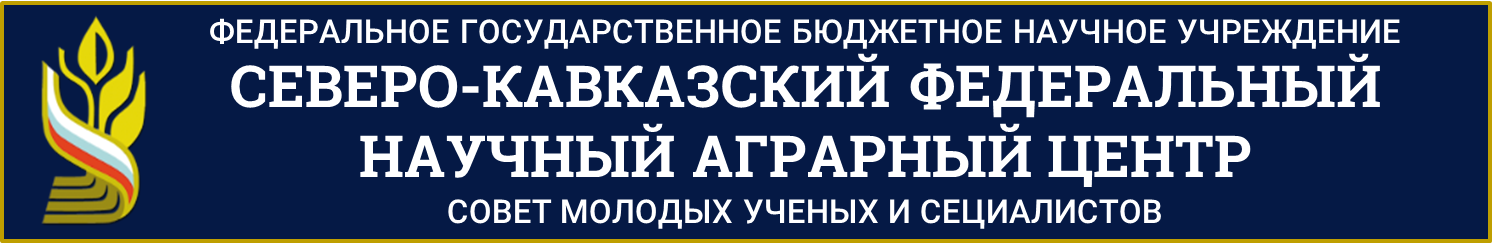 ФЕДЕРАЛЬНОЕ ГОСУДАРСТВЕННОЕ БЮДЖЕТНОЕ НАУЧНОЕ УЧРЕЖДЕНИЕ
СЕВЕРО-КАВКАЗСКИЙ ФЕДЕРАЛЬНЫЙ
НАУЧНЫЙ АГРАРНЫЙ ЦЕНТР
СОВЕТ МОЛОДЫХ УЧЕНЫХ И СЕЦИАЛИСТОВ